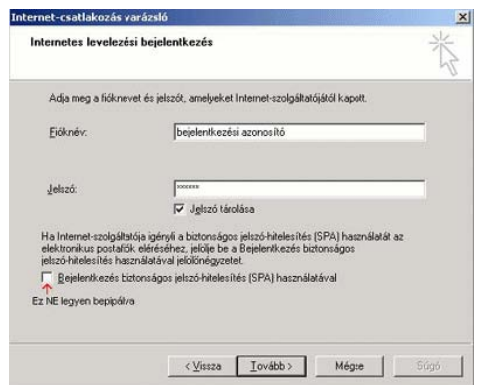 Internet-csatlakozás varázsló
Internetes levelezési bejelentkezés
Adja meg a fióknevet és jelszót, amelyeket Internet-szolgáltatójától kapott.
Fióknév:
bejelentkezési azonosító
Jelszó:
××××××
Jelszó tárolása
Ha Internet-szolgáltatója igényli a biztonságos jelszó-hitelesítés (SPA) használatát az
elektronikus postafiók eléréséhez, jelölje be a Bejelentkezés biztonságos
jelszó-hitelesítés használatával jelölőnégyzetet.
Bejelentkezés biztonságos jelszó-hitelesítés (SPA) használatával
Ez NE legyen bepipálva
< Vissza
Tovább >
Mégse
Súgó